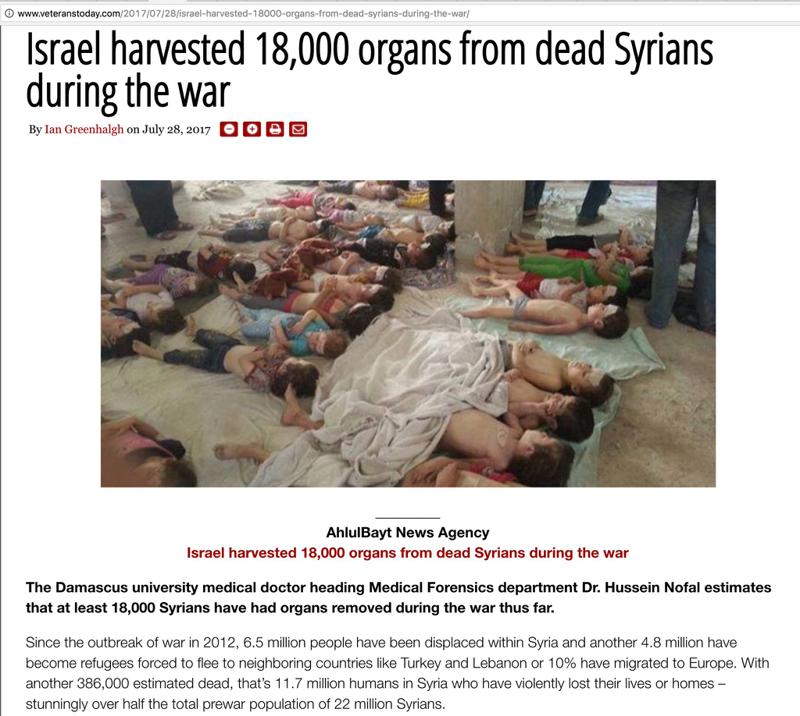 www.veteranstoday.com/2017/07/28/israel-harvested-18000-organs-from-dead-syrians-during-the-war/
Israel harvested 18,000 organs from dead Syrians
during the war
By Ian Greenhalgh on July 28, 2017
AhlulBayt News Agency
Israel harvested 18,000 organs from dead Syrians during the war
The Damascus university medical doctor heading Medical Forensics department Dr. Hussein Nofal estimates
that at least 18,000 Syrians have had organs removed during the war thus far.
Since the outbreak of war in 2012, 6.5 million people have been displaced within Syria and another 4.8 million have
become refugees forced to flee to neighboring countries like Turkey and Lebanon or 10% have migrated to Europe. With
another 386,000 estimated dead, that’s 11.7 million humans in Syria who have violently lost their lives or homes –
stunningly over half the total prewar population of 22 million Syrians.